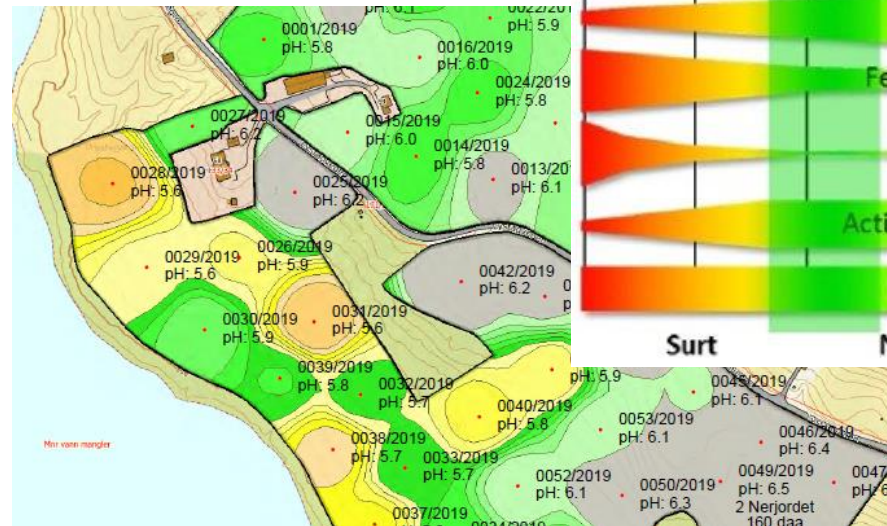 pH: 6.1
0022/201
pH: 5.9
0001/2019
pH: 5.8
0016/2019
pH: 6.0
0024/2019
pH: 5.8
0027/2019
pH: 6.2
0015/2019
pH: 6.0
0014/2019
pH: 5.8
0013/201
pH: 6.1
0028/2019
pH: 5.6
0025/2019
pH: 6.2
0026/2019
pH: 5.9
0029/2019
pH: 5.6
0042/2019
pH: 6.2
0030/2019
pH: 5.9
0031/2019
pH: 5.6
0039/2019
pH: 5.8
0032/2019
pH: 5.7
pH: 5.9
0045/2019
pH: 6.1
0040/2019
pH: 5.8
0053/2019
pH: 6.1
0046/2019
pH: 6.4
0038/2019
pH: 5.7
0033/2019
pH: 5.7
0052/2019
pH: 6.1
0050/2019
pH: 6.3
0049/2019
pH: 6.5
2 Nerjordet
160 daa
0047/
pH: 6
0037/2019
Mnr vann mangler
Fe
Acti
Surt
N